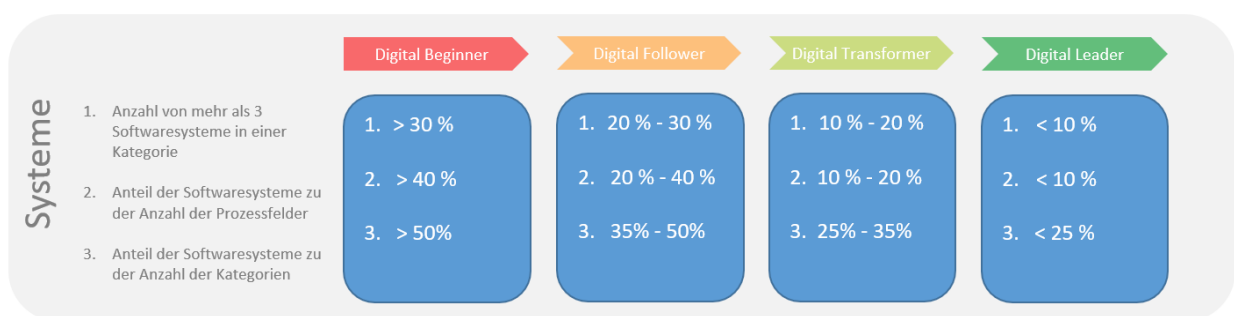 Systeme
1. Anzahl von mehr als 3
Softwaresysteme in einer
Kategorie
2. Anteil der Softwaresysteme zu
der Anzahl der Prozessfelder
3. Anteil der Softwaresysteme zu
der Anzahl der Kategorien
Digital Beginner
1. > 30 %
2. > 40 %
3. > 50%
Digital Follower
1. 20 % - 30 %
2. 20 % - 40 %
3. 35% - 50%
Digital Transformer
1. 10 % - 20 %
2. 10 % - 20 %
3. 25% - 35%
Digital Leader
1. < 10 %
2. < 10 %
3. < 25 %